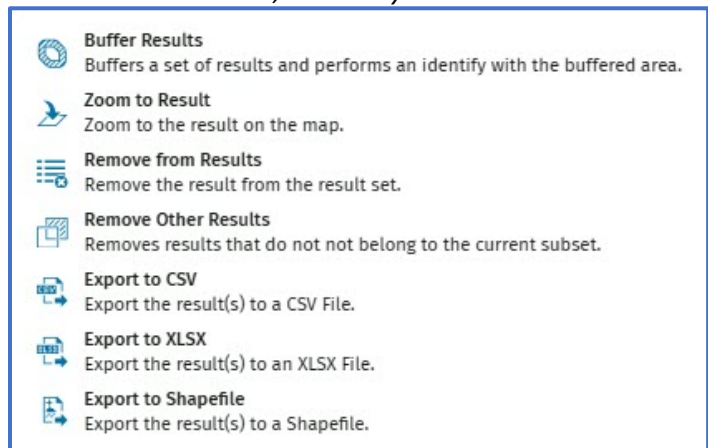 Buffer Results
Buffers a set of results and performs an identify with the buffered area.
Zoom to Result
Zoom to the result on the map.
Remove from Results
Remove the result from the result set.
Remove Other Results
Removes results that do not not belong to the current subset.
CSV
Export to CSV
Export the result(s) to a CSV File.
XLSX
Export to XLSX
Export the result(s) to an XLSX File.
Export to Shapefile
Export the result(s) to a Shapefile.